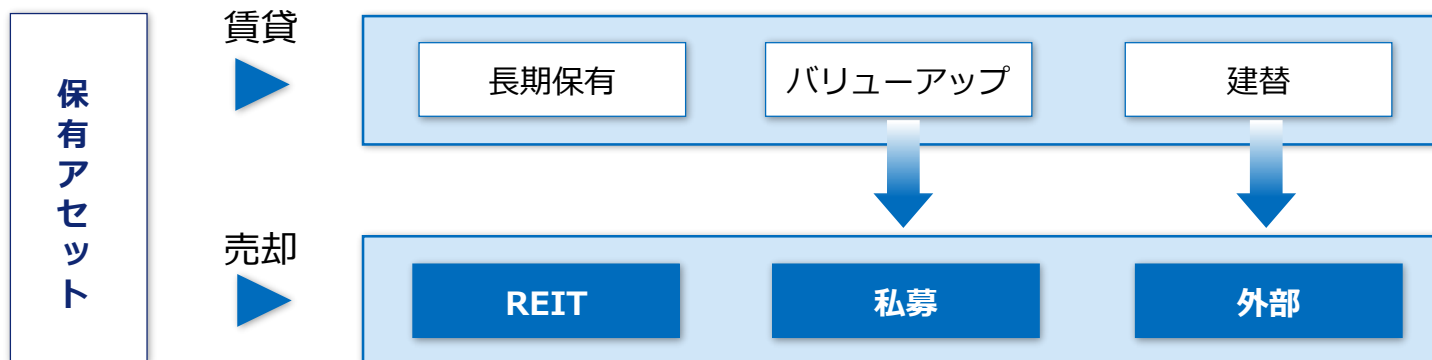 保有アセット
賃貸
長期保有
バリューアップ
建替
売却
REIT
私募
外部